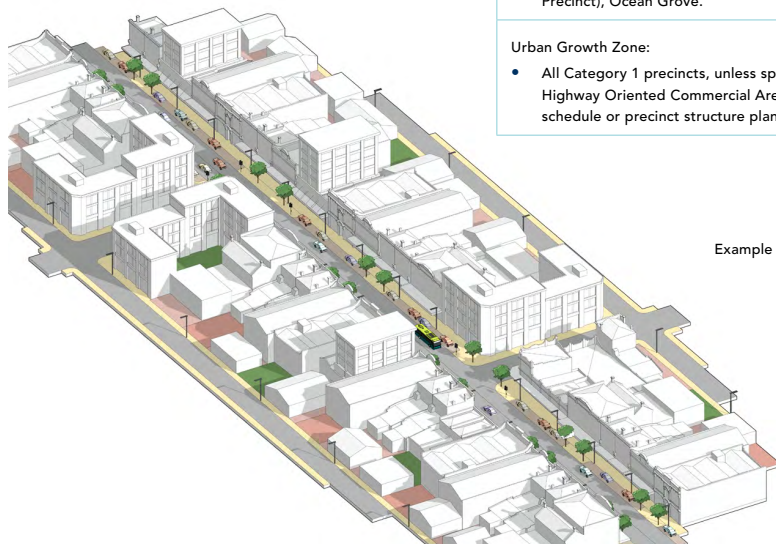 Precinct), Ocean Grove.
Urban Growth Zone:
• All Category 1 precincts, unless sp
Highway Oriented Commercial Are
schedule or precinct structure plan
Example